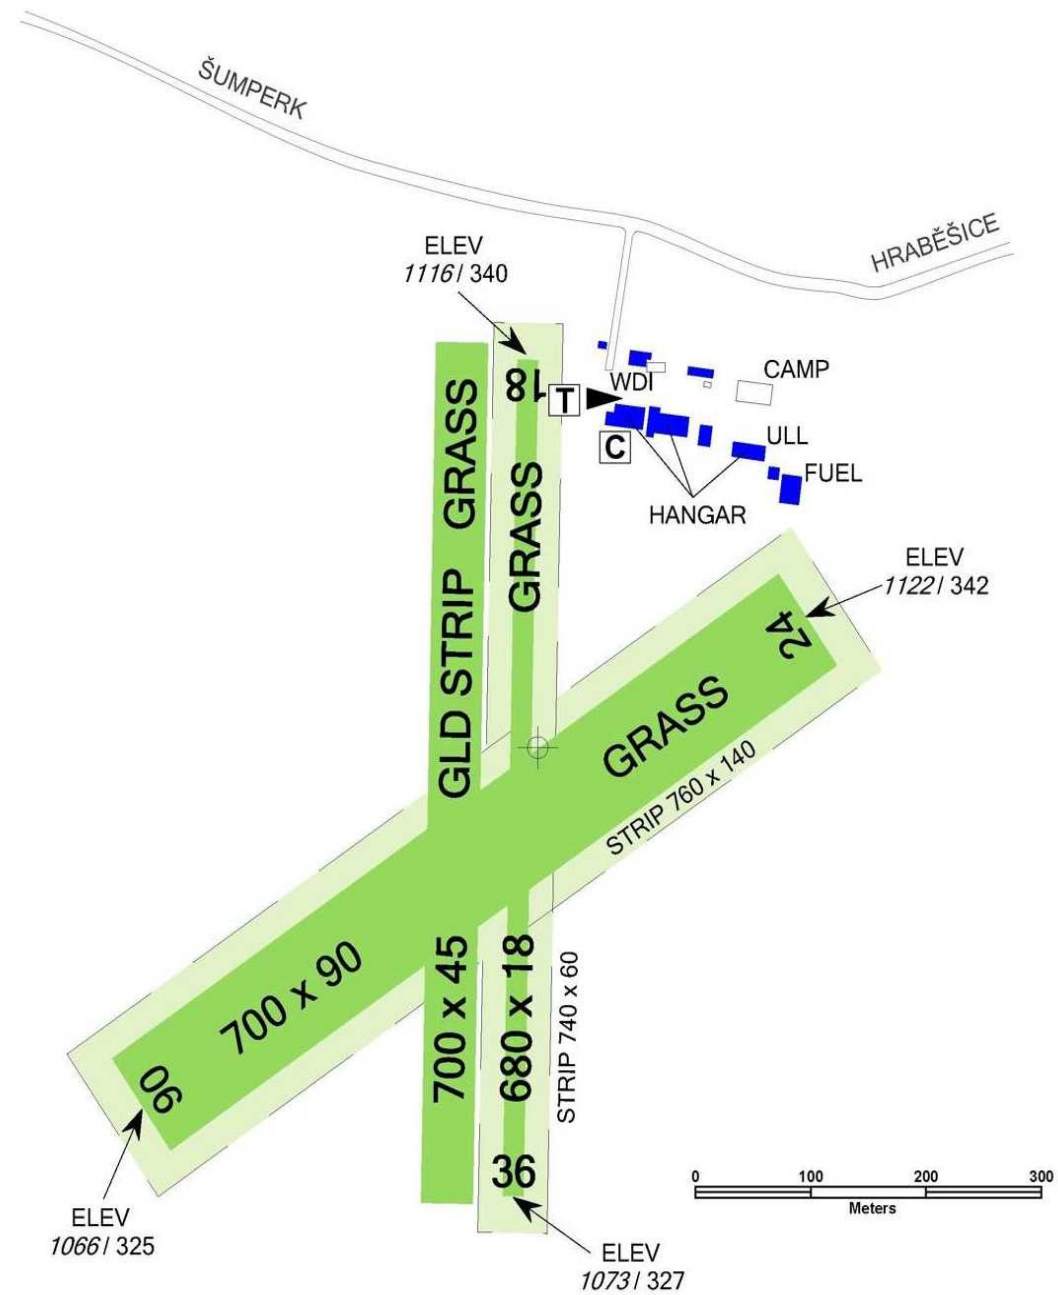 ŠUMPERK
HRABĚŠICE
ELEV
1116 / 340
18
T
WDI
CAMP
C
ULL
FUEL
HANGAR
GRASS
GLD STRIP GRASS
ELEV
1122 / 342
24
GRASS
STRIP 760 x 140
700 x 90
06
700 x 45
680 x 18
STRIP 740 x 60
36
ELEV
1066 / 325
ELEV
1073 / 327
0 100 200 300
Meters